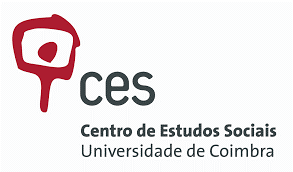 ces
Centro de Estudos Sociais
Universidade de Coimbra